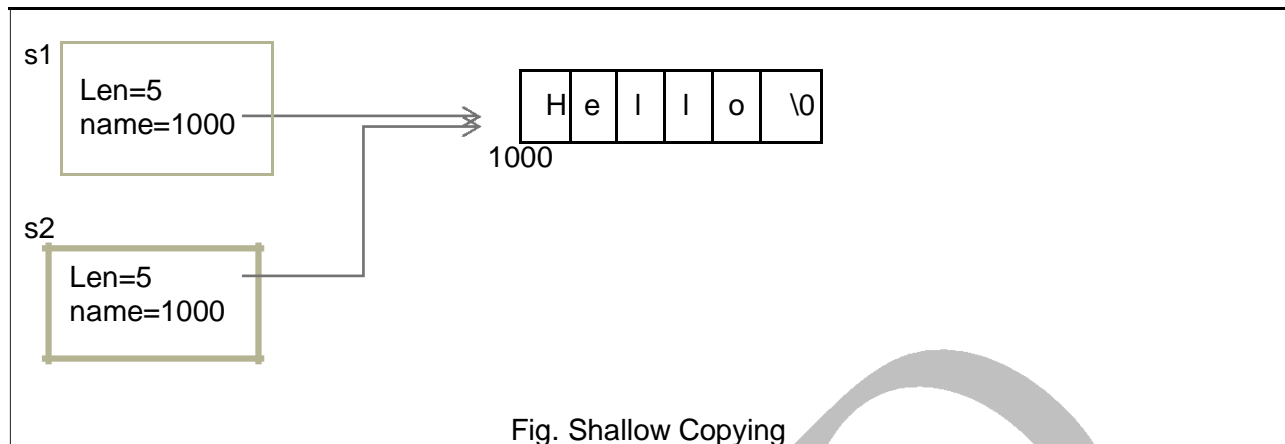 s1
Len=5
name=1000
H e l l o \0
1000
s2
Len=5
name=1000
Fig. Shallow Copying